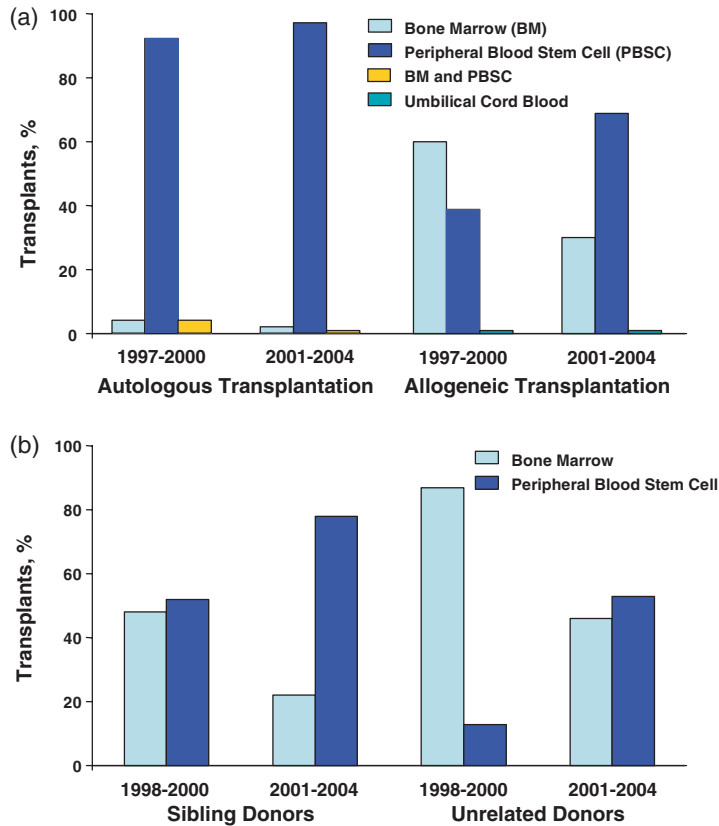 (a)
100
80
60
40
20
0
Transplants, %
Bone Marrow (BM)
Peripheral Blood Stem Cell (PBSC)
BM and PBSC
Umbilical Cord Blood
1997-2000 2001-2004 1997-2000 2001-2004
Autologous Transplantation Allogeneic Transplantation
(b)
100
80
60
40
20
0
Transplants, %
Bone Marrow
Peripheral Blood Stem Cell
1998-2000 2001-2004 1998-2000 2001-2004
Sibling Donors Unrelated Donors